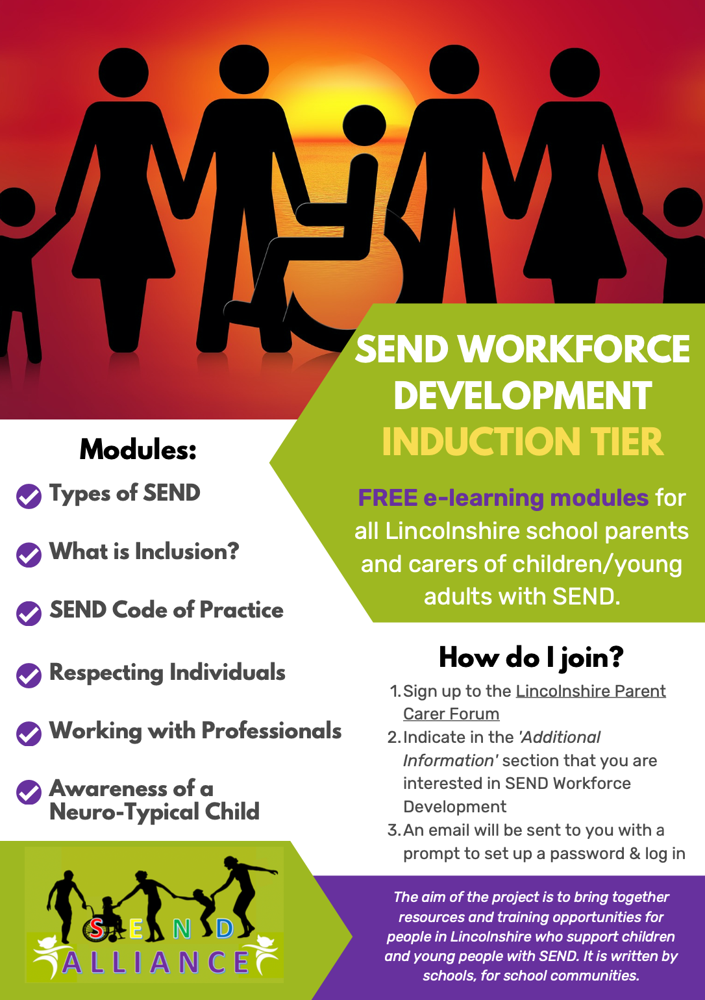 SEND WORKFORCE
DEVELOPMENT
INDUCTION TIER
FREE e-learning modules for
all Lincolnshire school parents
and carers of children/young
adults with SEND.
Modules:
Types of SEND
What is Inclusion?
SEND Code of Practice
Respecting Individuals
Working with Professionals
Awareness of a
Neuro-Typical Child
How do I join?
1. Sign up to the Lincolnshire Parent
Carer Forum
2. Indicate in the 'Additional
Information' section that you are
interested in SEND Workforce
Development
3. An email will be sent to you with a
prompt to set up a password & log in
SEND
ALLIANCE
The aim of the project is to bring together
resources and training opportunities for
people in Lincolnshire who support children
and young people with SEND. It is written by
schools, for school communities.